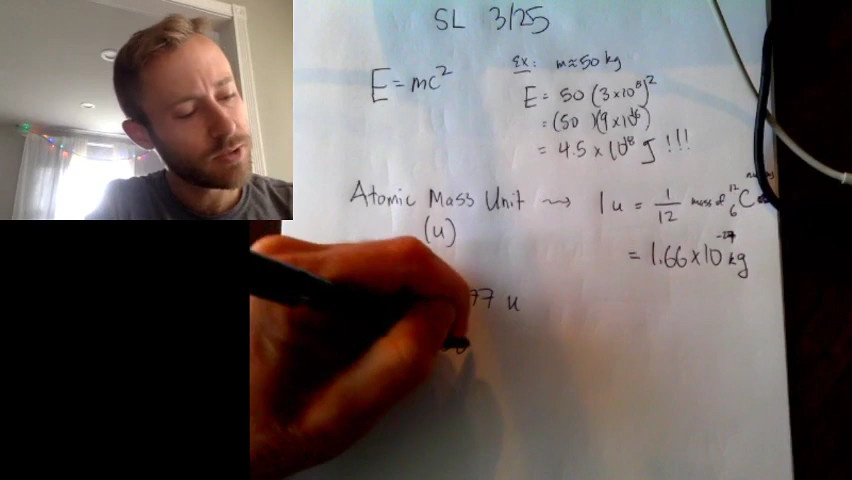 SL 3/25
E = mc²
Ex: m ≈ 50 kg
E = 50 (3×10⁸)²
= (50 )(9×10¹⁶)
= 4.5 × 10¹⁸ J !!!
Atomic Mass Unit ⇝ 1 u = 1/12 mass of ¹²₆C
(u)
= 1.66×10⁻²⁷ kg
77 u